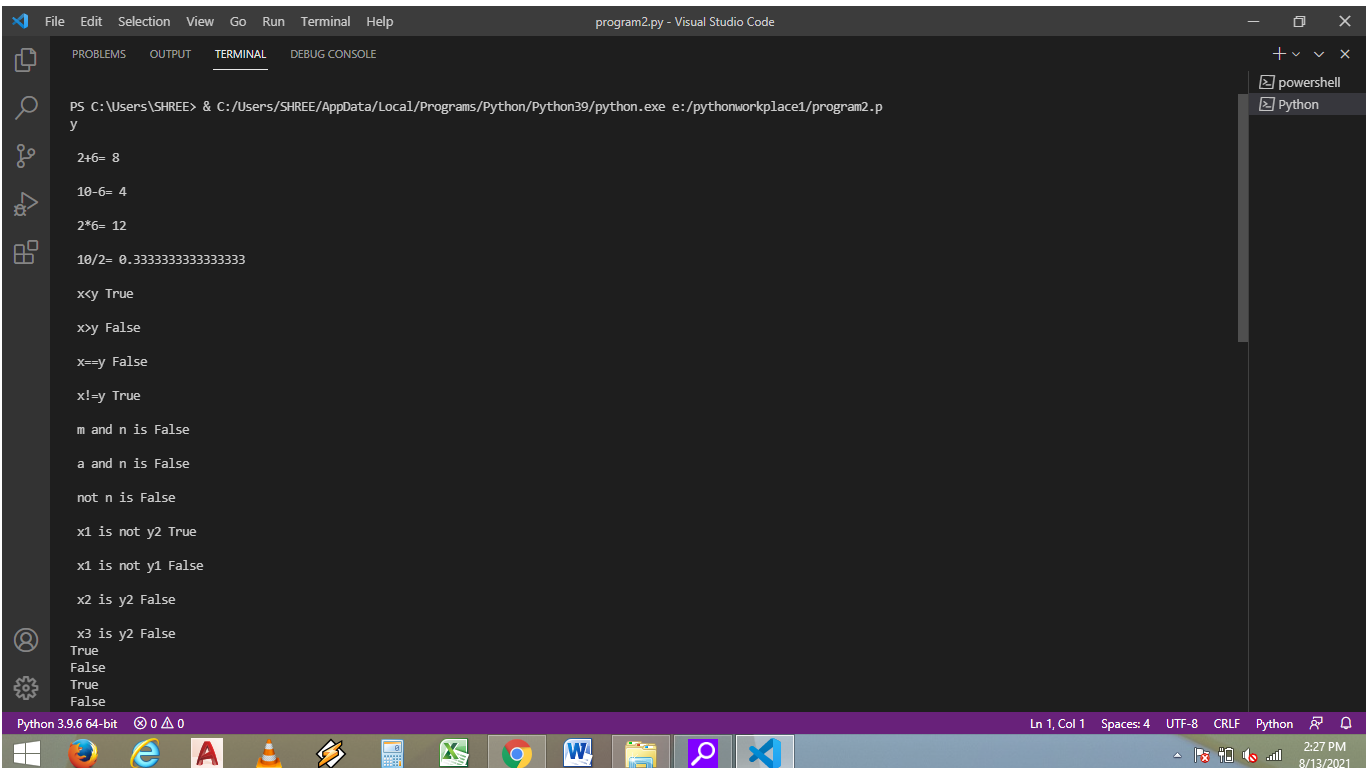 File Edit Selection View Go Run Terminal Help
program2.py - Visual Studio Code
PROBLEMS OUTPUT TERMINAL DEBUG CONSOLE
powershell
Python
PS C:\Users\SHREE> & C:/Users/SHREE/AppData/Local/Programs/Python/Python39/python.exe e:/pythonworkplace1/program2.p
y
2+6= 8
10-6= 4
2*6= 12
10/2= 0.3333333333333333
x<y True
x>y False
x==y False
x!=y True
m and n is False
a and n is False
not n is False
x1 is not y2 True
x1 is not y1 False
x2 is y2 False
x3 is y2 False
True
False
True
False
Python 3.9.6 64-bit 0 0 Ln 1, Col 1 Spaces: 4 UTF-8 CRLF Python
2:27 PM
8/13/2021